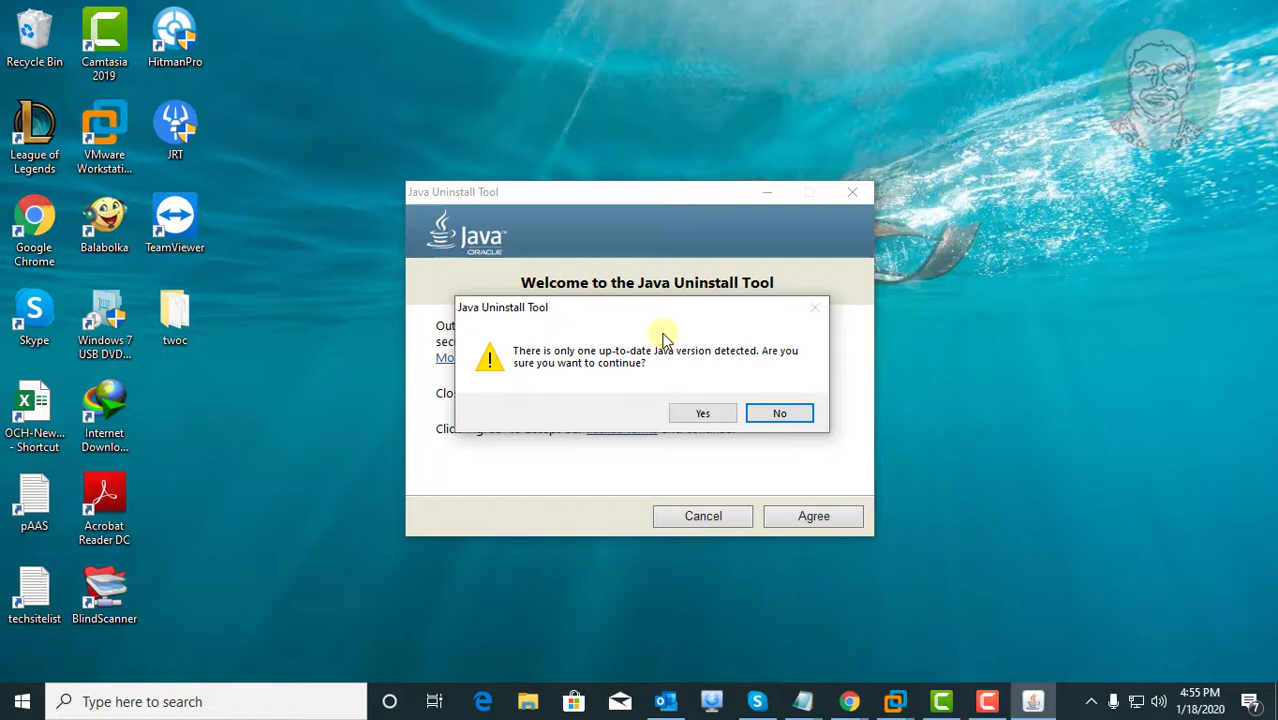 Recycle Bin
Camtasia
2019
HitmanPro
League of
Legends
VMware
Workstati...
JRT
Google
Chrome
Balabolka
TeamViewer
Skype
Windows 7
USB DVD...
twoc
OCH-New...
- Shortcut
Internet
Downlo...
pAAS
Acrobat
Reader DC
techsitelist
BlindScanner
Java Uninstall Tool
Java™
ORACLE
Welcome to the Java Uninstall Tool
Java Uninstall Tool
There is only one up-to-date Java version detected. Are you
sure you want to continue?
Yes
No
Cancel
Agree
Type here to search
4:55 PM
1/18/2020
7